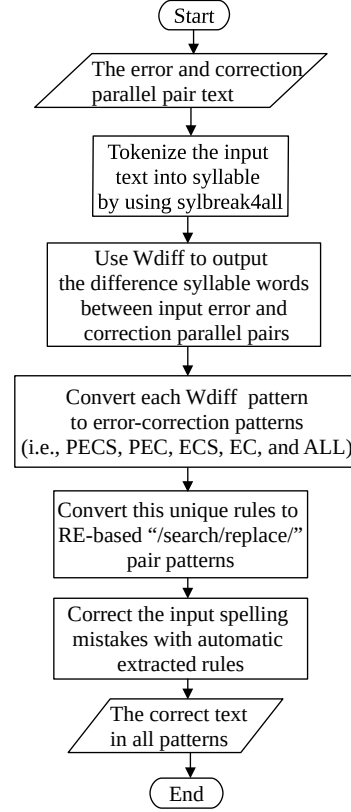 Start
The error and correction
parallel pair text
Tokenize the input
text into syllable
by using sylbreak4all
Use Wdiff to output
the difference syllable words
between input error and
correction parallel pairs
Convert each Wdiff pattern
to error-correction patterns
(i.e., PECS, PEC, ECS, EC, and ALL)
Convert this unique rules to
RE-based “/search/replace/”
pair patterns
Correct the input spelling
mistakes with automatic
extracted rules
The correct text
in all patterns
End